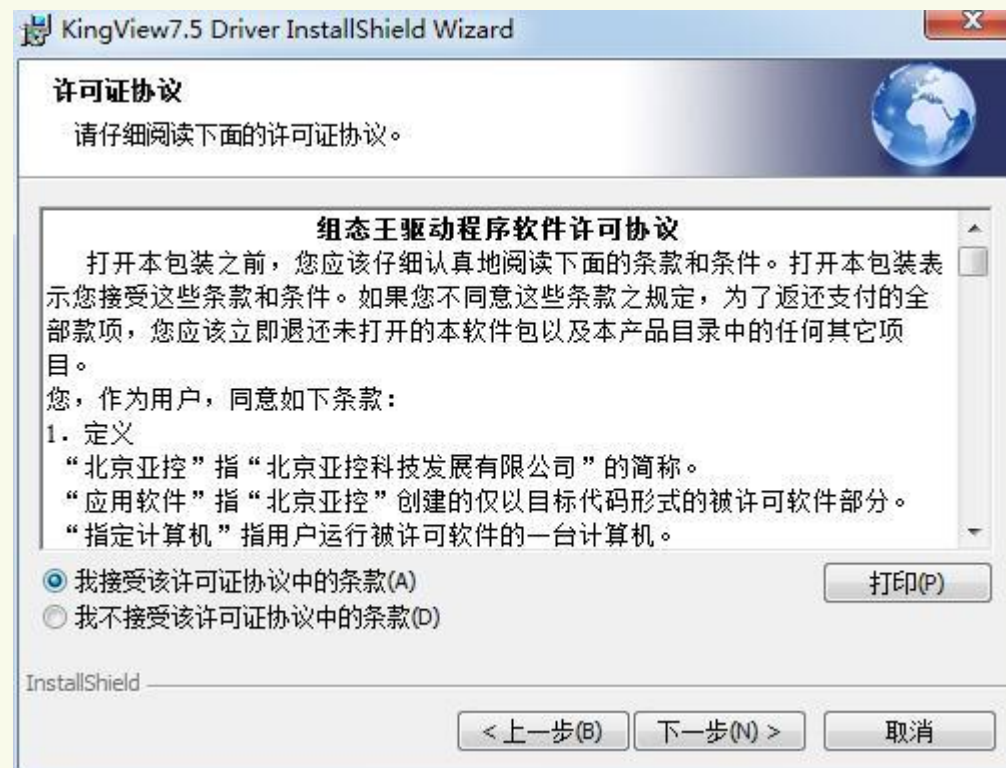 KingView7.5 Driver InstallShield Wizard
许可证协议
请仔细阅读下面的许可证协议。
组态王驱动程序软件许可协议
打开本包装之前，您应该仔细认真地阅读下面的条款和条件。打开本包装表
示您接受这些条款和条件。如果您不同意这些条款之规定，为了返还支付的全
部款项，您应该立即退还未打开的本软件包以及本产品目录中的任何其它项
目。
您，作为用户，同意如下条款：
1．定义
“北京亚控”指“北京亚控科技发展有限公司”的简称。
“应用软件”指“北京亚控”创建的仅以目标代码形式的被许可软件部分。
“指定计算机”指用户运行被许可软件的一台计算机。
我接受该许可证协议中的条款(A)
打印(P)
我不接受该许可证协议中的条款(D)
InstallShield
< 上一步(B) 下一步(N) > 取消